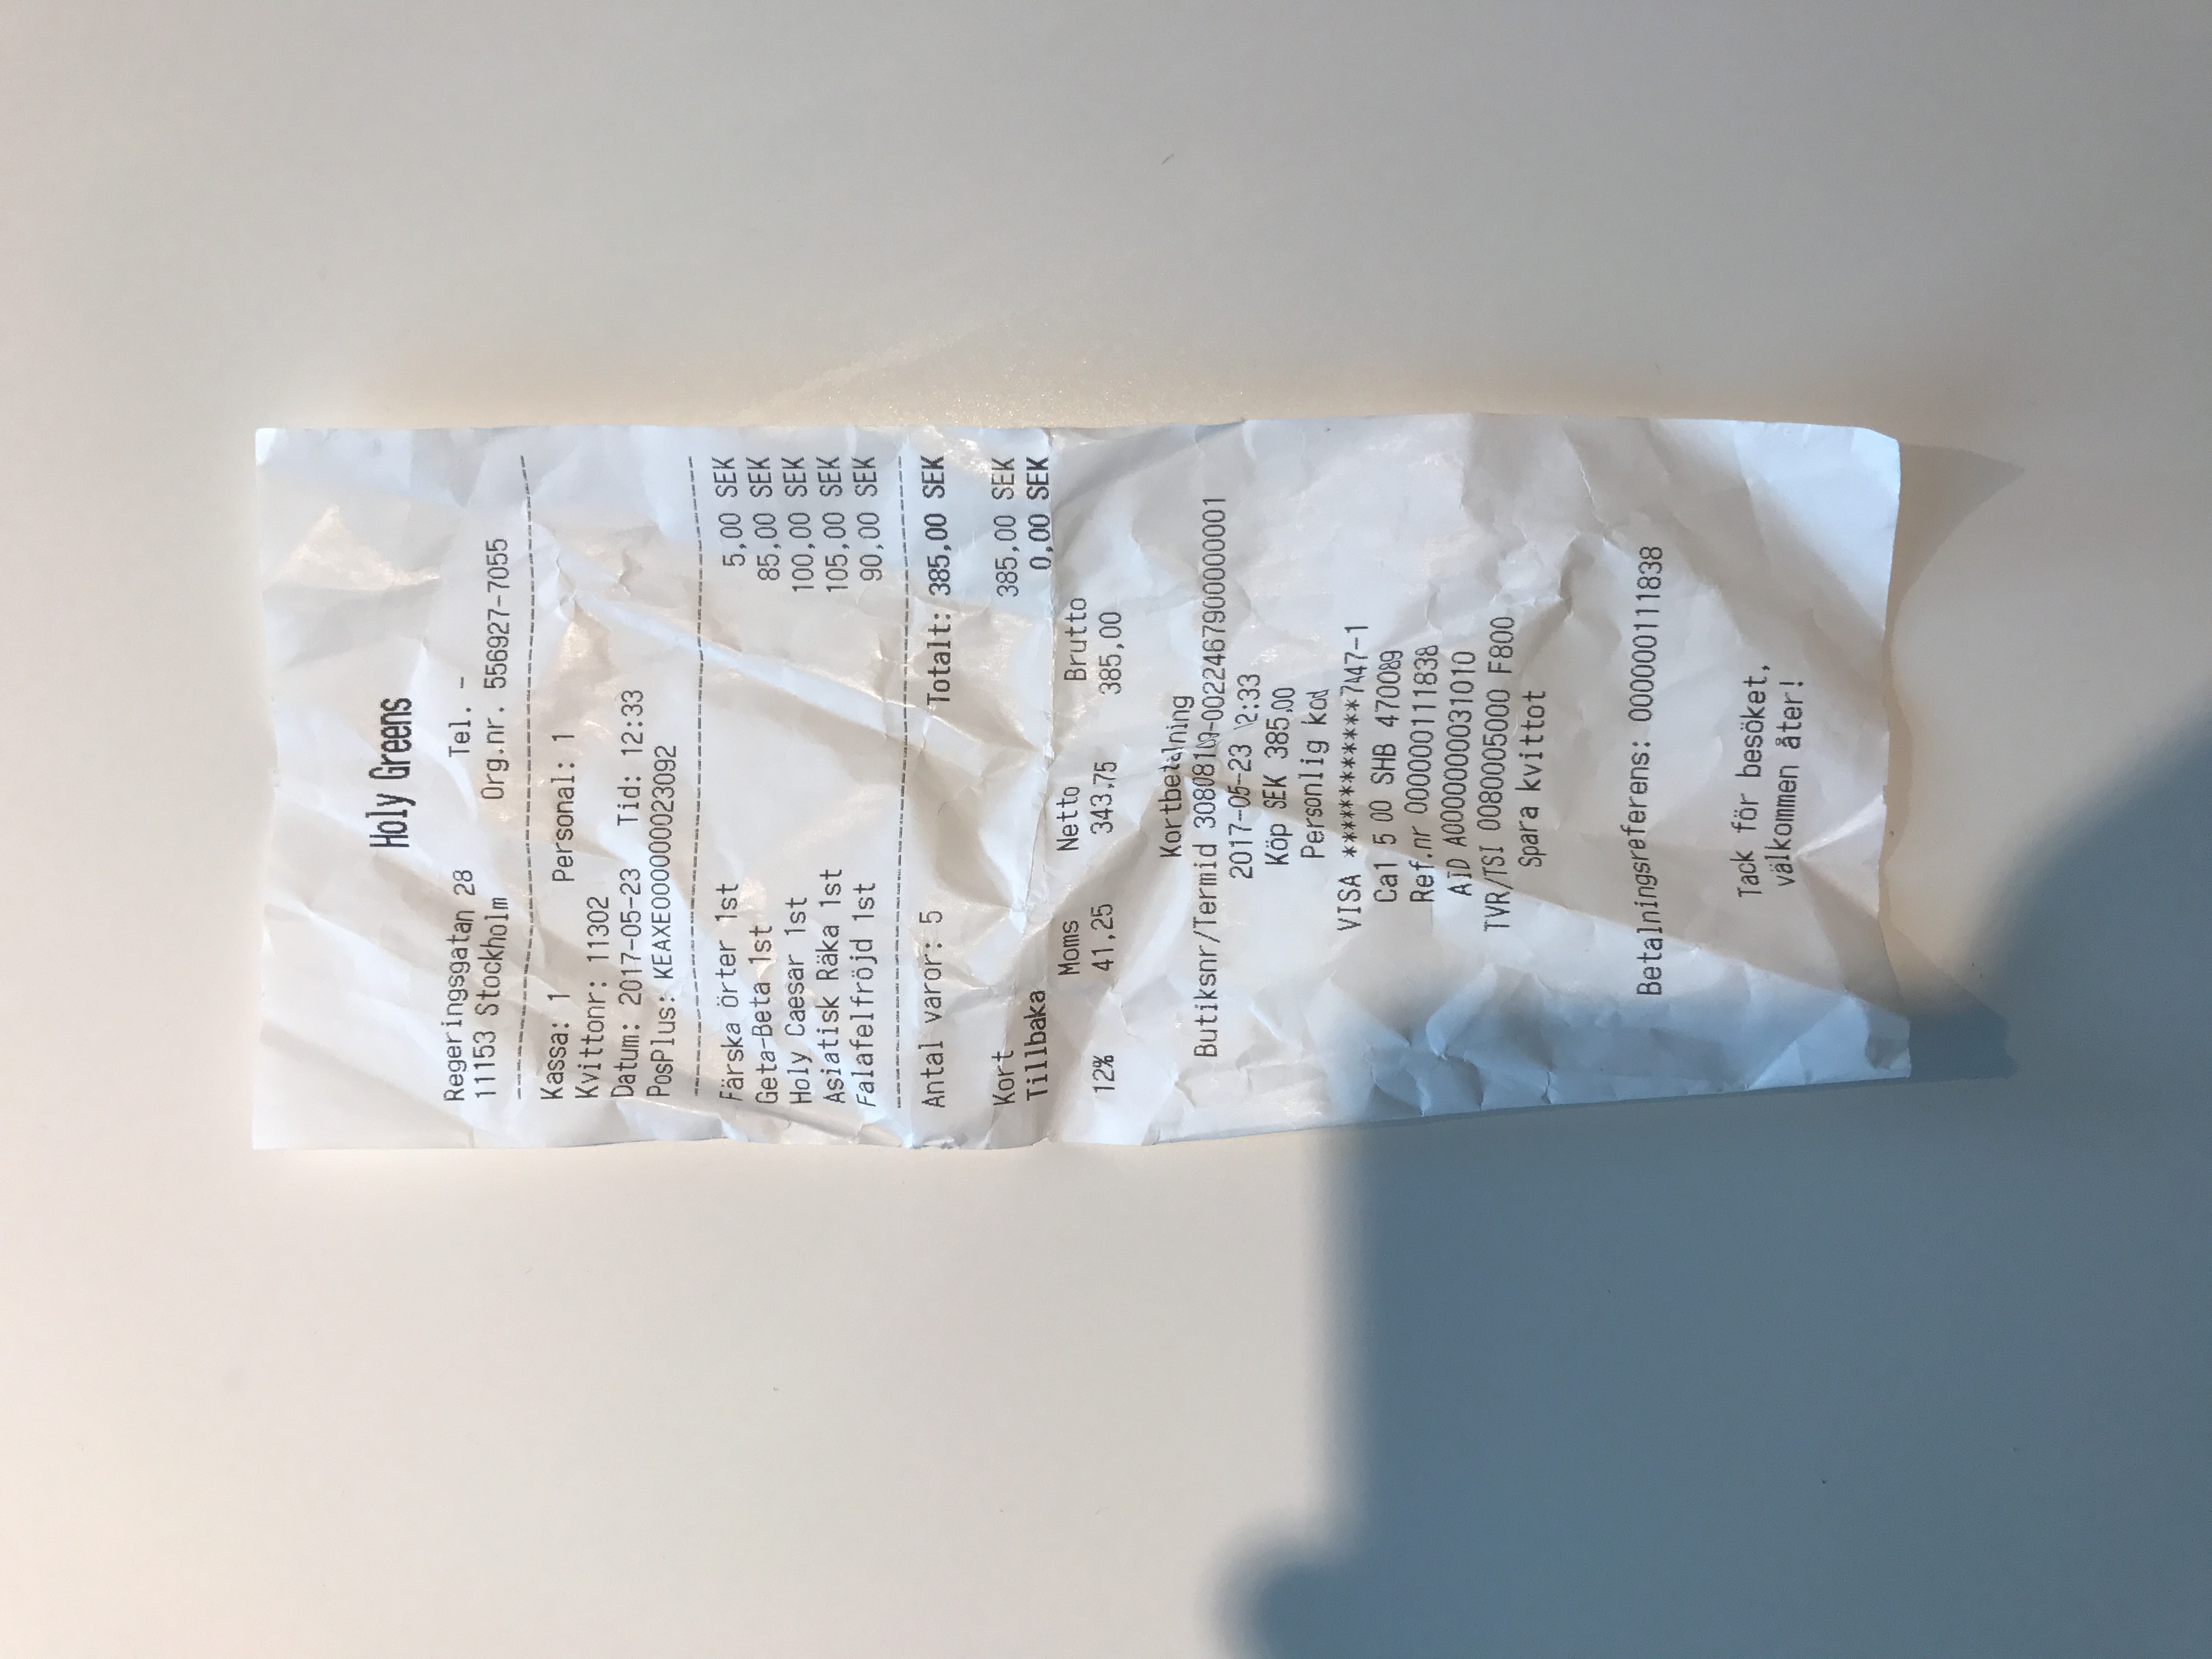 Holy Greens
Regeringsgatan 28 Tel. -
11153 Stockholm Org.nr. 556927-7055
Kassa: 1 Personal: 1
Kvittonr: 11302
Datum: 2017-05-23 Tid: 12:33
PosPlus: KEAXE000000023092
Färska örter 1st 5,00 SEK
Geta-Beta 1st 85,00 SEK
Holy Caesar 1st 100,00 SEK
Asiatisk Räka 1st 105,00 SEK
Falafelfröjd 1st 90,00 SEK
Antal varor: 5 Totalt: 385,00 SEK
Kort 385,00 SEK
Tillbaka 0,00 SEK
Moms Netto Brutto
12% 41,25 343,75 385,00
Kortbetalning
Butiksnr/Termid
2017-05-23 12:33
Köp SEK 385,00
Personlig kod
VISA ************7447-1
Ca1 5 00 SHB 470089
Ref.nr 000000111838
AID A0000000031010
TVR/TSI 0080005000 F800
Spara kvittot
Betalningsreferens: 000000111838
Tack för besöket,
välkommen åter!